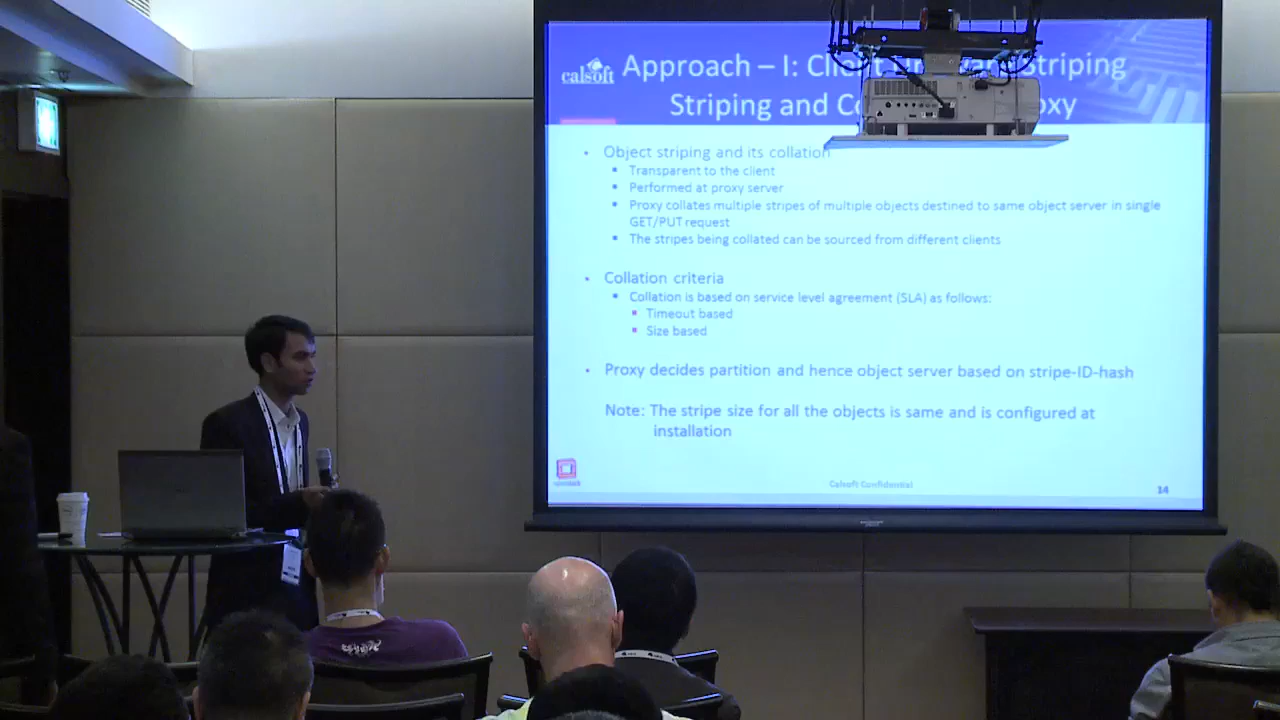 calsoft
Approach – I: Client Striping
Striping and Co
Object striping and its collation
Transparent to the client
Performed at proxy server
Proxy collates multiple stripes of multiple objects destined to same object server in single
GET/PUT request
The stripes being collated can be sourced from different clients
Collation criteria
Collation is based on service level agreement (SLA) as follows:
Timeout based
Size based
Proxy decides partition and hence object server based on stripe-ID-hash
Note: The stripe size for all the objects is same and is configured at
installation
Calsoft Confidential
14